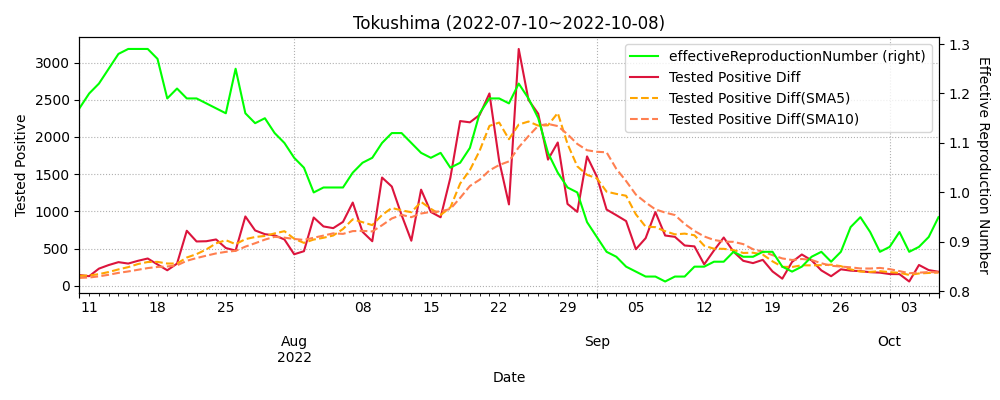 Tokushima (2022-07-10~2022-10-08)
effectiveReproductionNumber (right)
Tested Positive Diff
Tested Positive Diff(SMA5)
Tested Positive Diff(SMA10)
Tested Positive
3000
2500
2000
1500
1000
500
0
Effective Reproduction Number
1.3
1.2
1.1
1.0
0.9
0.8
11 18 25 08 15 22 29 05 12 19 26 03
Aug Sep Oct
2022
Date